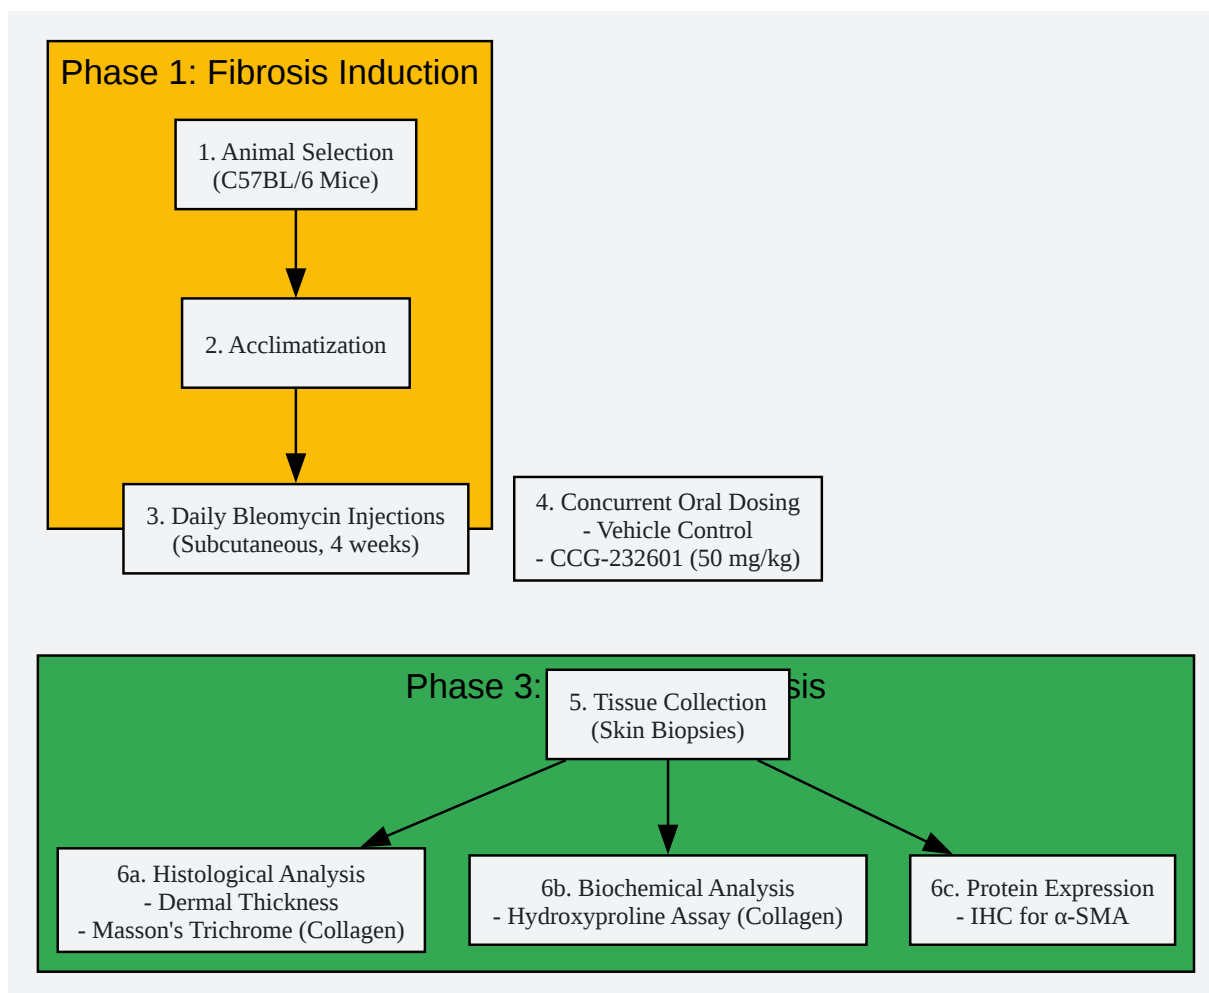 Phase 1: Fibrosis Induction
1. Animal Selection
(C57BL/6 Mice)
2. Acclimatization
3. Daily Bleomycin Injections
(Subcutaneous, 4 weeks)
4. Concurrent Oral Dosing
- Vehicle Control
- CCG-232601 (50 mg/kg)
Phase 3:
5. Tissue Collection
(Skin Biopsies)
6a. Histological Analysis
- Dermal Thickness
- Masson's Trichrome (Collagen)
6b. Biochemical Analysis
- Hydroxyproline Assay (Collagen)
6c. Protein Expression
- IHC for α-SMA